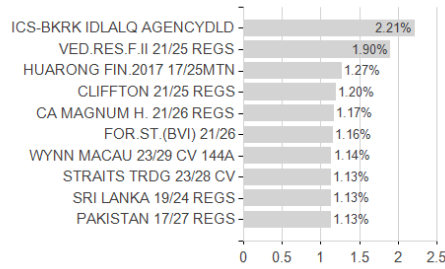 ICS-BKRK IDLALQ AGENCYDLD 2.21%
VED.RES.F.II 21/25 REGS 1.90%
HUARONG FIN.2017 17/25MTN 1.27%
CLIFFTON 21/25 REGS 1.20%
CA MAGNUM H. 21/26 REGS 1.17%
FOR.ST.(BVI) 21/26 1.16%
WYNN MACAU 23/29 CV 144A 1.14%
STRAITS TRDG 23/28 CV 1.13%
SRI LANKA 19/24 REGS 1.13%
PAKISTAN 17/27 REGS 1.13%
0 0.5 1 1.5 2 2.5